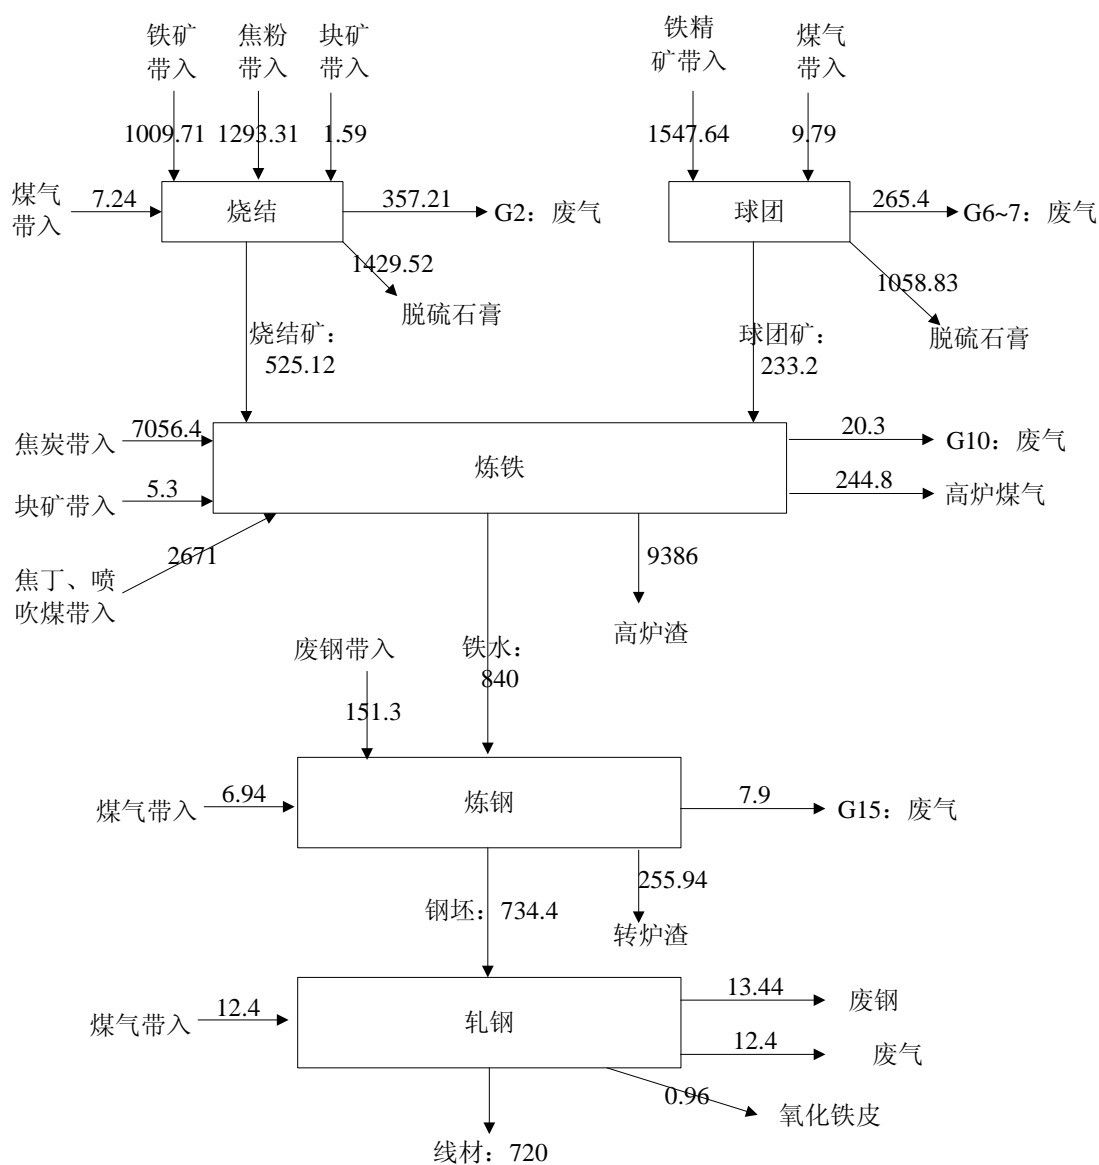 铁矿
带入
焦粉
带入
块矿
带入
铁精
矿带入
煤气
带入
1009.71
1293.31
1.59
1547.64
9.79
煤气
带入
7.24
烧结
357.21
G2：废气
球团
265.4
G6~7：废气
1429.52
脱硫石膏
1058.83
脱硫石膏
烧结矿：
525.12
球团矿：
233.2
焦炭带入
7056.4
炼铁
20.3
G10：废气
块矿带入
5.3
244.8
高炉煤气
2671
焦丁、喷
吹煤带入
9386
高炉渣
废钢带入
151.3
铁水：
840
煤气带入
6.94
炼钢
7.9
G15：废气
255.94
转炉渣
钢坯：734.4
煤气带入
12.4
轧钢
13.44
废钢
12.4
废气
0.96
氧化铁皮
线材：720